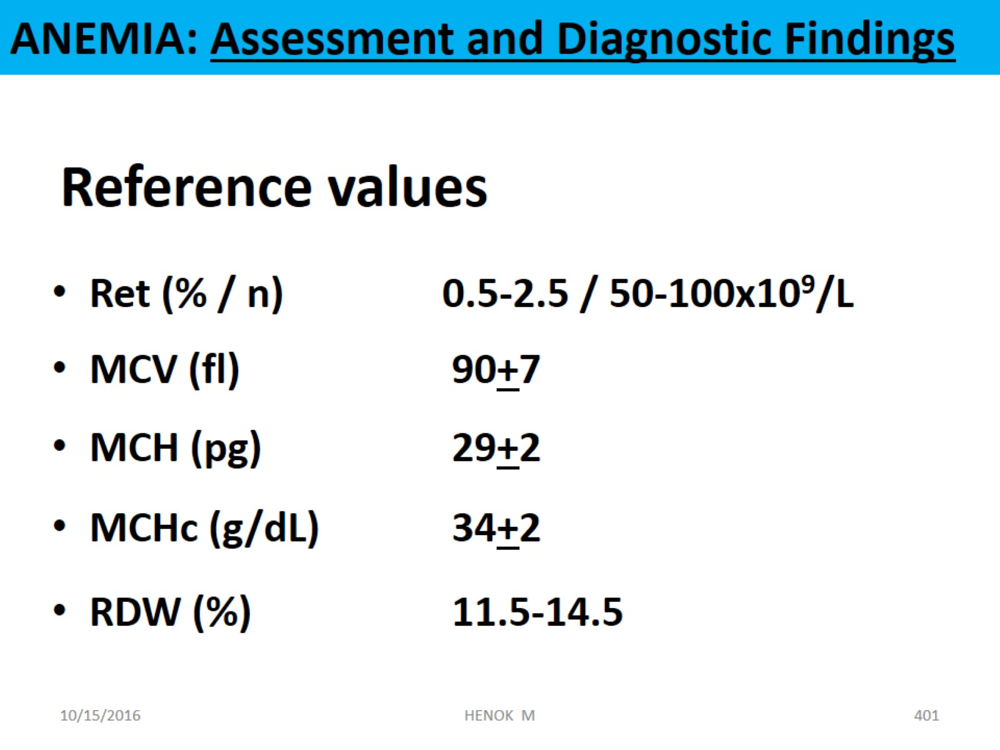 ANEMIA: Assessment and Diagnostic Findings
Reference values
• Ret (% / n) 0.5-2.5 / 50-100x10⁹/L
• MCV (fl) 90±7
• MCH (pg) 29±2
• MCHc (g/dL) 34±2
• RDW (%) 11.5-14.5
10/15/2016 HENOK M 401